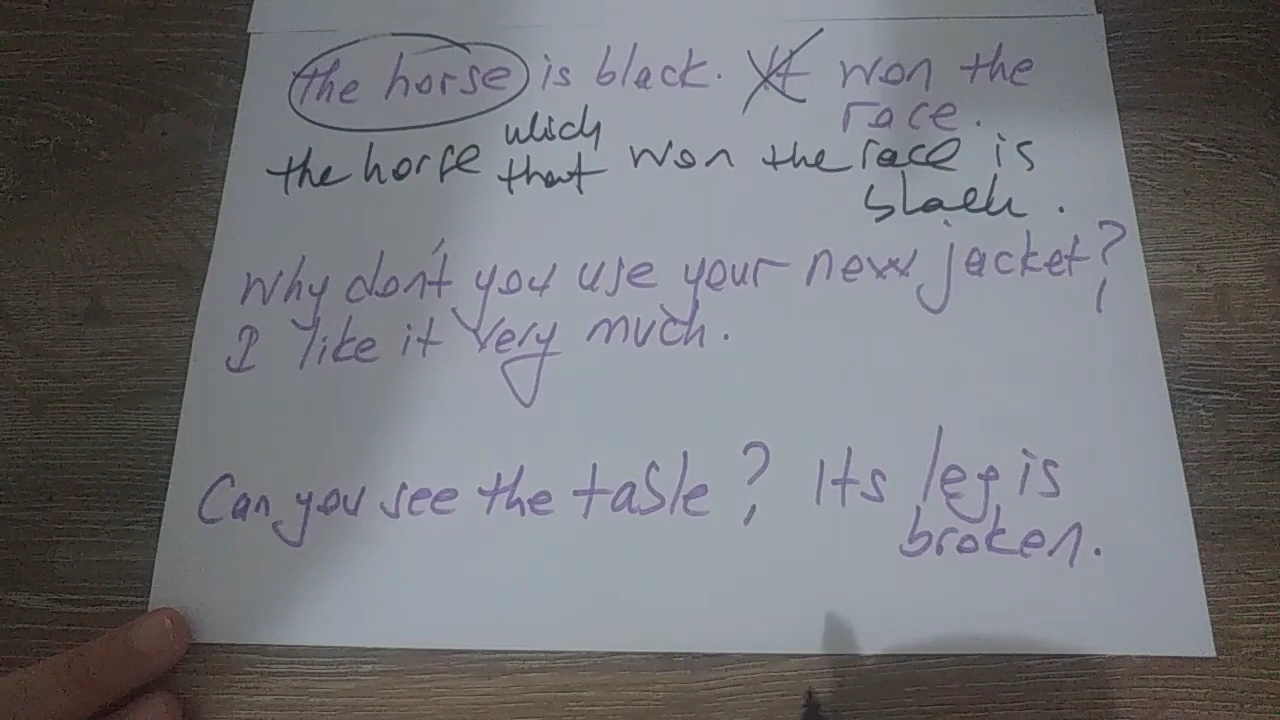 the horse is black. It won the
race.
which
the horse that won the race is
black.
Why don't you use your new jacket?
I like it very much.
Can you see the table? Its leg is
broken.